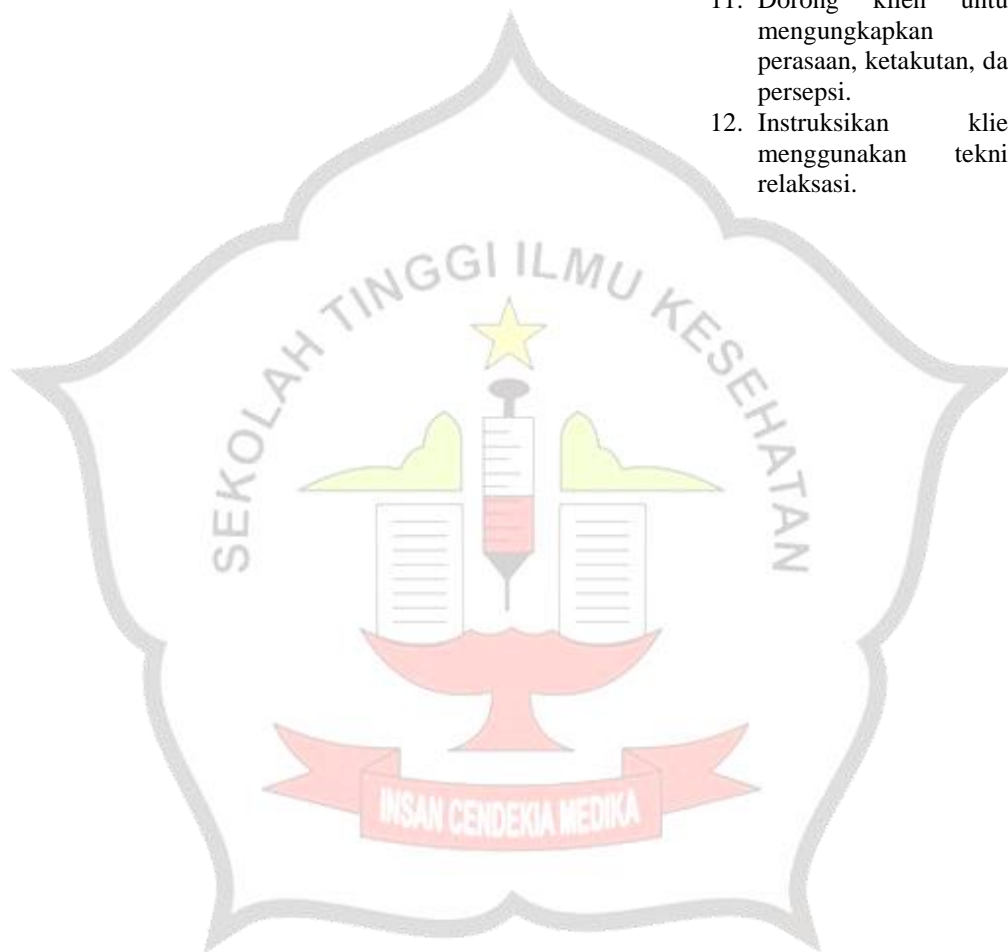 11. Dorong klien untu
mengungkapkan
perasaan, ketakutan, da
persepsi.
12. Instruksikan klie
menggunakan tekni
relaksasi.
SEKOLAH TINGGI ILMU KESEHATAN
INSAN CENDEKIA MEDIKA